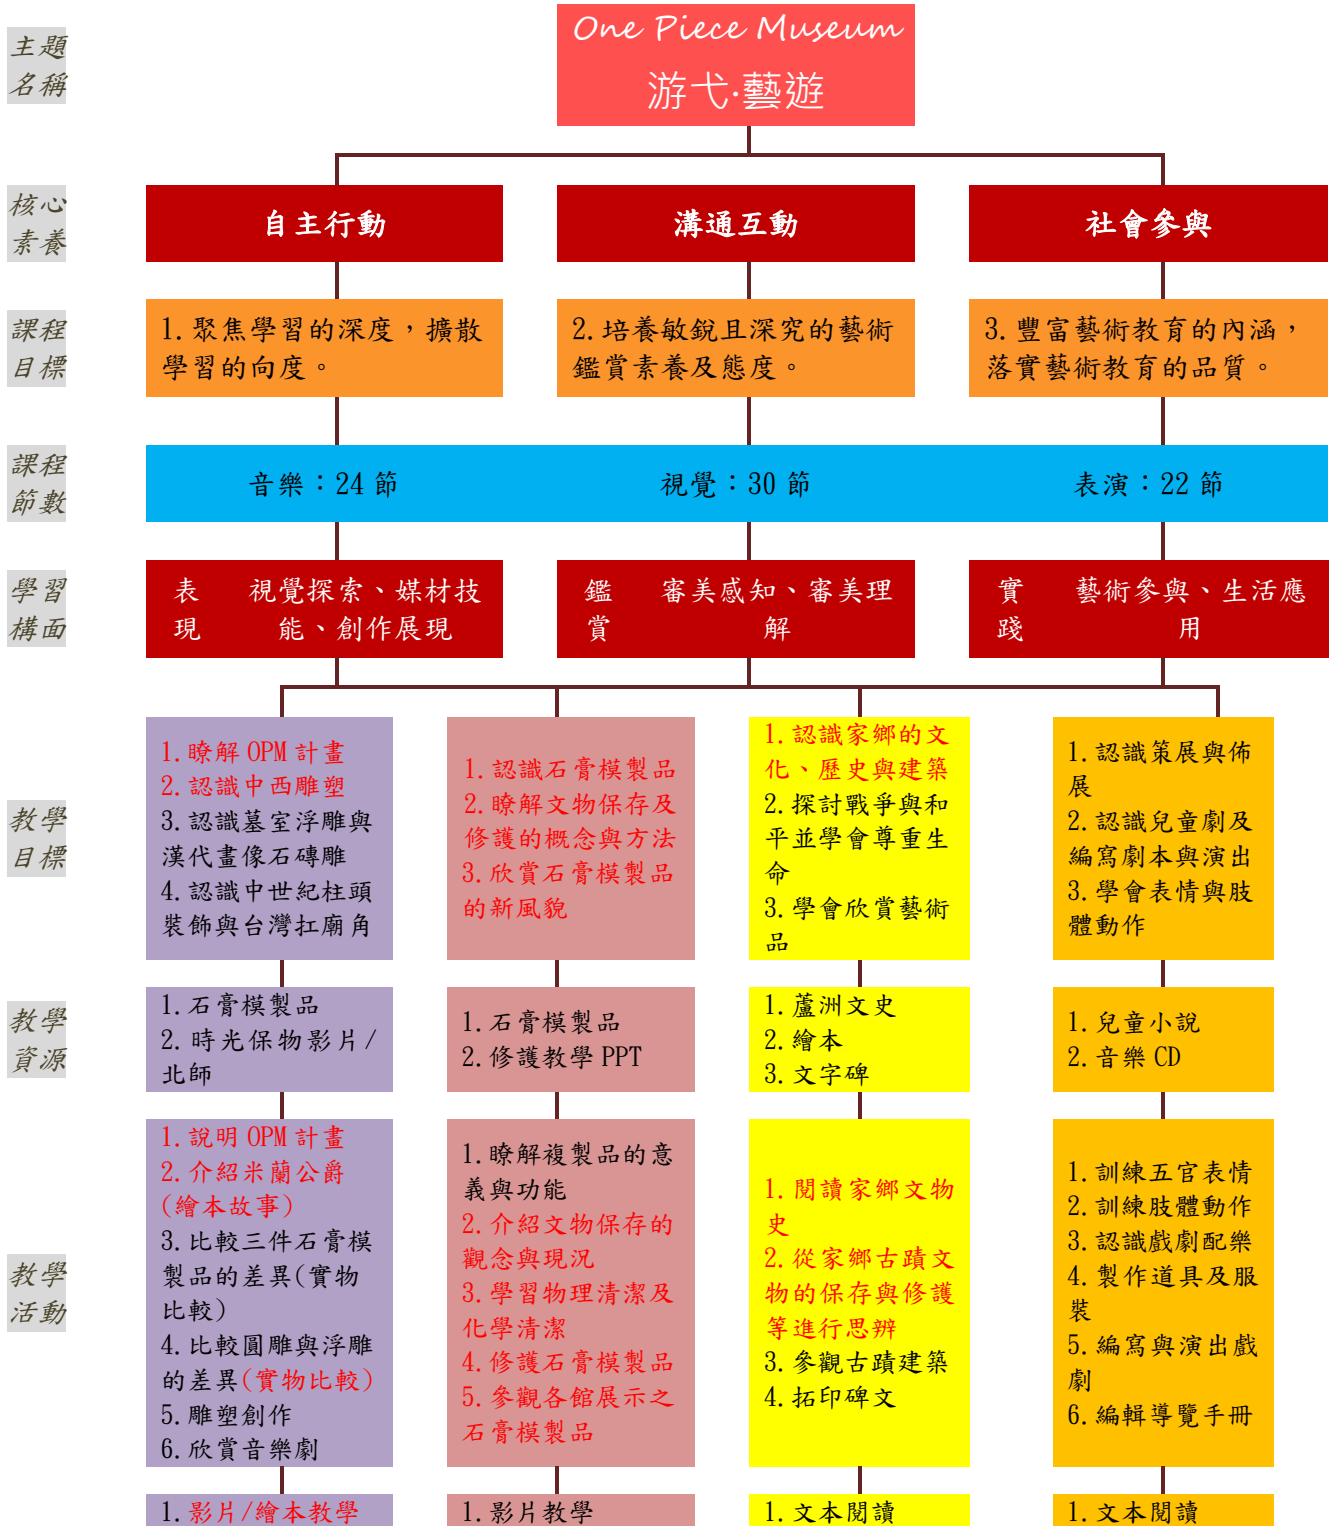 主題
名稱
One Piece Museum
游弋·藝遊
核心
素養
自主行動
溝通互動
社會參與
課程
目標
1.聚焦學習的深度，擴散
學習的向度。
2.培養敏銳且深究的藝術
鑑賞素養及態度。
3.豐富藝術教育的內涵，
落實藝術教育的品質。
課程
節數
音樂：24 節
視覺：30 節
表演：22 節
學習
構面
表現
視覺探索、媒材技
能、創作展現
鑑賞
審美感知、審美理
解
實踐
藝術參與、生活應
用
教學
目標
1.瞭解 OPM 計畫
2.認識中西雕塑
3.認識墓室浮雕與
漢代畫像石磚雕
4.認識中世紀柱頭
裝飾與台灣扛廟角
1.認識石膏模製品
2.瞭解文物保存及
修護的概念與方法
3.欣賞石膏模製品
的新風貌
1.認識家鄉的文
化、歷史與建築
2.探討戰爭與和
平並學會尊重生
命
3.學會欣賞藝術
品
1.認識策展與佈
展
2.認識兒童劇及
編寫劇本與演出
3.學會表情與肢
體動作
教學
資源
1.石膏模製品
2.時光保物影片/
北師
1.石膏模製品
2.修護教學 PPT
1.蘆洲文史
2.繪本
3.文字碑
1.兒童小說
2.音樂 CD
教學
活動
1.說明 OPM 計畫
2.介紹米蘭公爵
(繪本故事)
3.比較三件石膏模
製品的差異(實物
比較)
4.比較圓雕與浮雕
的差異(實物比較)
5.雕塑創作
6.欣賞音樂劇
1.瞭解複製品的意
義與功能
2.介紹文物保存的
觀念與現況
3.學習物理清潔及
化學清潔
4.修護石膏模製品
5.參觀各館展示之
石膏模製品
1.閱讀家鄉文物
史
2.從家鄉古蹟文
物的保存與修護
等進行思辨
3.參觀古蹟建築
4.拓印碑文
1.訓練五官表情
2.訓練肢體動作
3.認識戲劇配樂
4.製作道具及服
裝
5.編寫與演出戲
劇
6.編輯導覽手冊
1.影片/繪本教學
1.影片教學
1.文本閱讀
1.文本閱讀